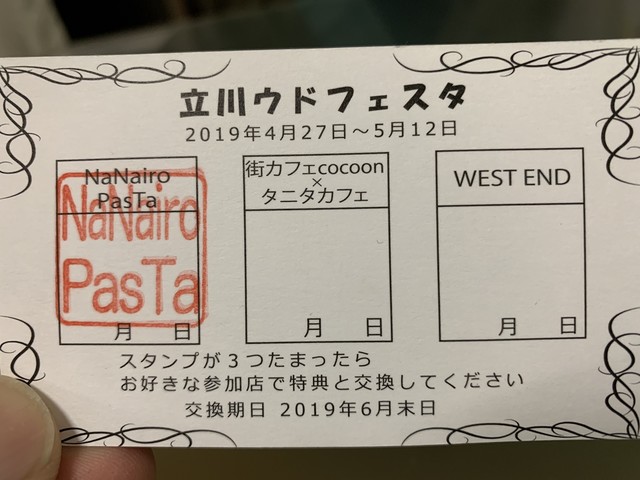 立川ウドフェスタ
2019年4月27日～5月12日
NaNairo
PasTa
NaNairo
PasTa
月 日
街カフェcocoon
×
タニタカフェ
月 日
WEST END
月 日
スタンプが３つたまったら
お好きな参加店で特典と交換してください
交換期日 2019年6月末日